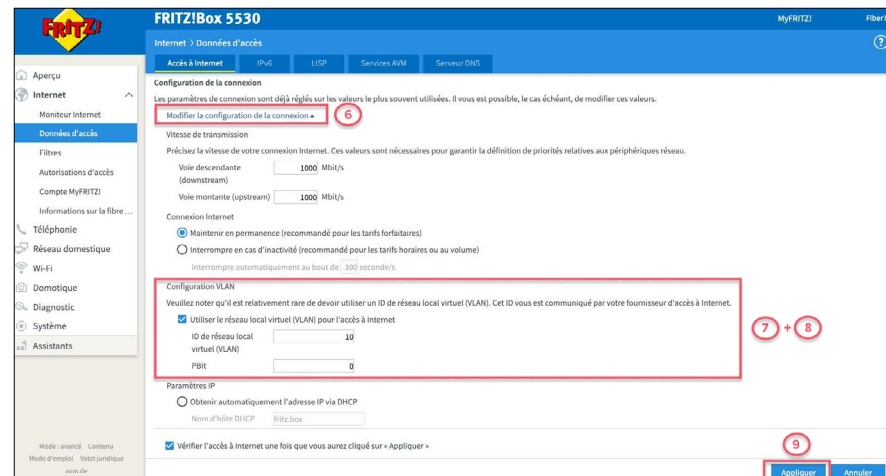 FRITZ!
FRITZ!Box 5530
MyFRITZ!
Internet > Données d'accès
?
Accès à Internet
IPv6
LISP
Services AVM
Serveur DNS
Aperçu
Internet
Moniteur Internet
Données d'accès
Filtres
Autorisations d'accès
Compte MyFRITZ!
Informations sur la fibre ...
Téléphonie
Réseau domestique
Wi-Fi
Domotique
Diagnostic
Système
Assistants
Mode : avancé Contenu
Mode d'emploi Volet juridique
avm.de
Configuration de la connexion
Les paramètres de connexion sont déjà réglés sur les valeurs le plus souvent utilisées. Il vous est possible, le cas échéant, de modifier ces valeurs.
Modifier la configuration de la connexion
6
Vitesse de transmission
Précisez la vitesse de votre connexion Internet. Ces valeurs sont nécessaires pour garantir la définition de priorités relatives aux périphériques réseau.
Voie descendante 1000 Mbit/s
(downstream)
Voie montante (upstream) 1000 Mbit/s
Connexion Internet
Maintenir en permanence (recommandé pour les tarifs forfaitaires)
Interrompre en cas d'inactivité (recommandé pour les tarifs horaires ou au volume)
Interrompre automatiquement au bout de 300 seconde/s
Configuration VLAN
Veuillez noter qu'il est relativement rare de devoir utiliser un ID de réseau local virtuel (VLAN). Cet ID vous est communiqué par votre fournisseur d'accès à Internet.
Utiliser le réseau local virtuel (VLAN) pour l'accès à Internet
7 + 8
ID de réseau local 10
virtuel (VLAN)
PBit 0
Paramètres IP
Obtenir automatiquement l'adresse IP via DHCP
Nom d'hôte DHCP fritz.box
Vérifier l'accès à Internet une fois que vous aurez cliqué sur « Appliquer »
9
Appliquer Annuler